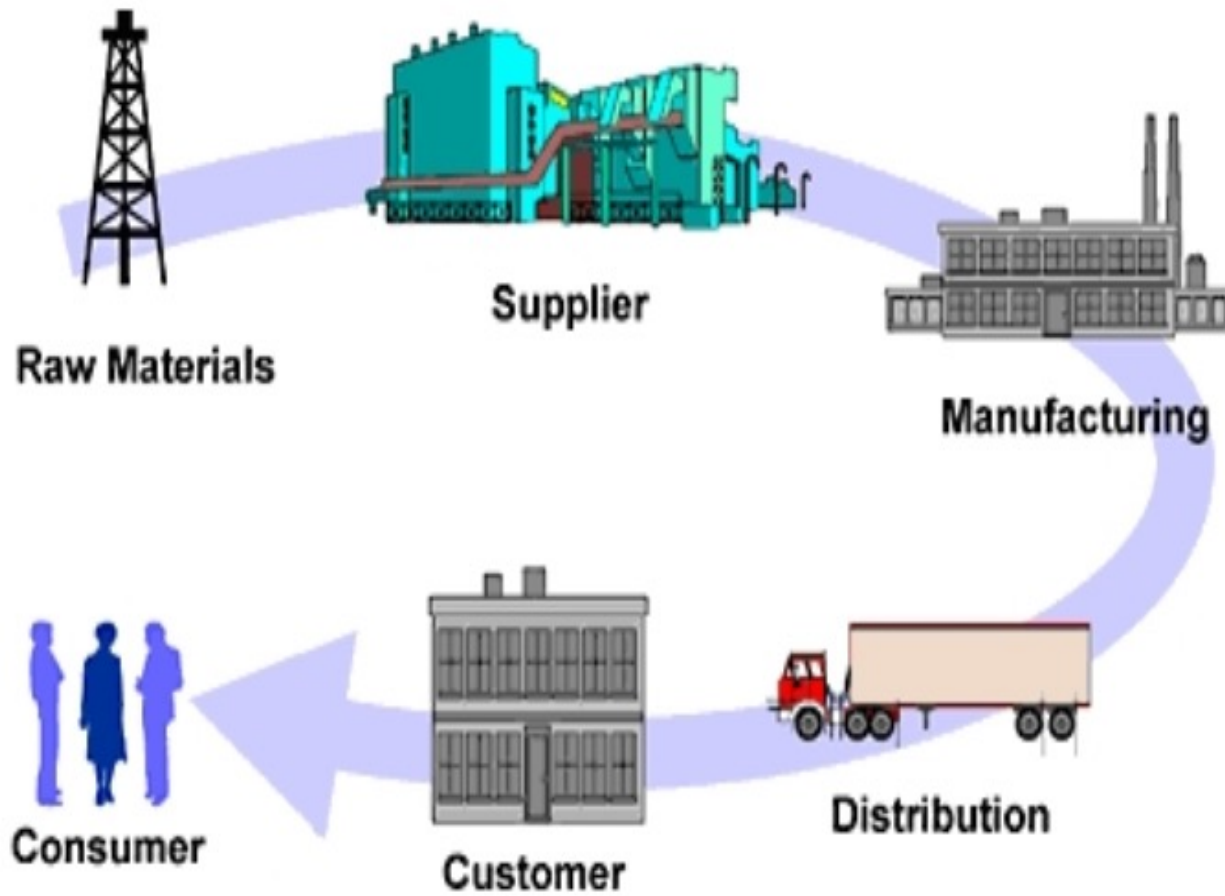 Raw Materials
Supplier
Manufacturing
Distribution
Customer
Consumer